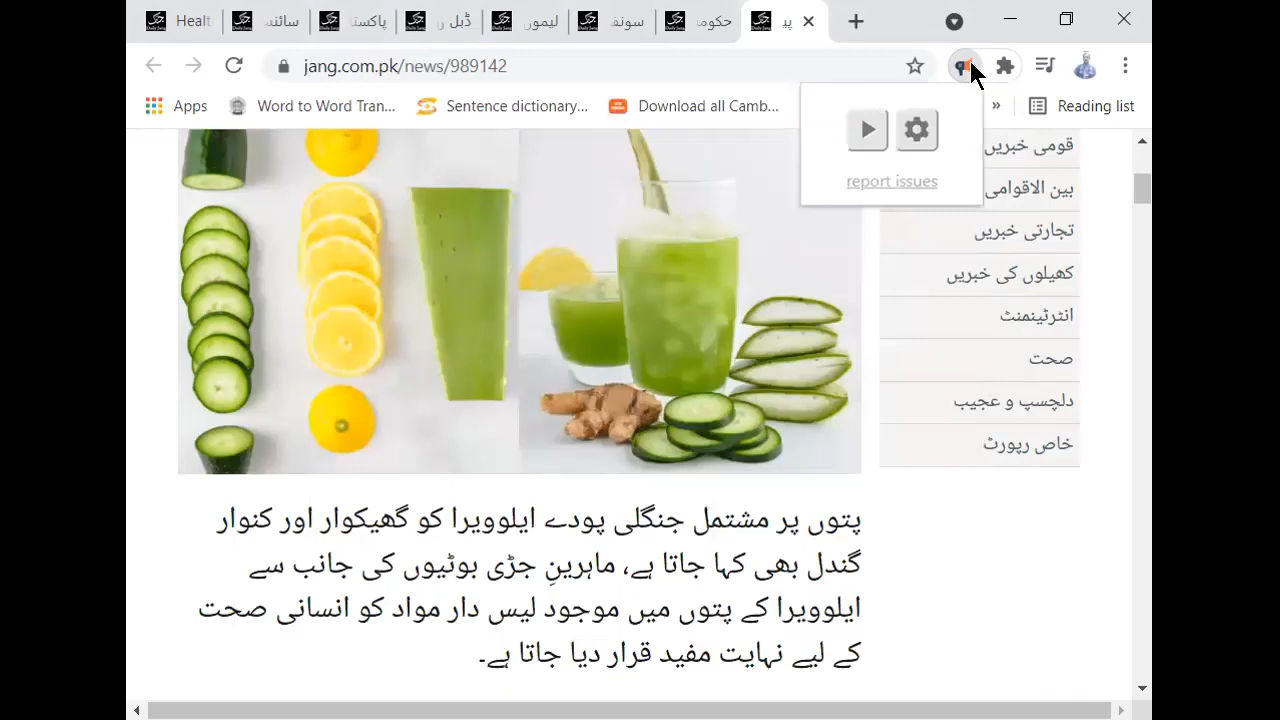 Healt
سائنس
پاکستا
ڈبل ر
لیموں
سونف
حکومت
پیٹ
jang.com.pk/news/989142
Apps
Word to Word Tran...
Sentence dictionary...
Download all Camb...
»
Reading list
report issues
قومی خبریں
بین الاقوامی
تجارتی خبریں
کھیلوں کی خبریں
انٹرٹینمنٹ
صحت
دلچسپ و عجیب
خاص رپورٹ
پتوں پر مشتمل جنگلی پودے ایلوویرا کو گھیکوار اور کنوار
گندل بھی کہا جاتا ہے، ماہرینِ جڑی بوٹیوں کی جانب سے
ایلوویرا کے پتوں میں موجود لیس دار مواد کو انسانی صحت
کے لیے نہایت مفید قرار دیا جاتا ہے۔